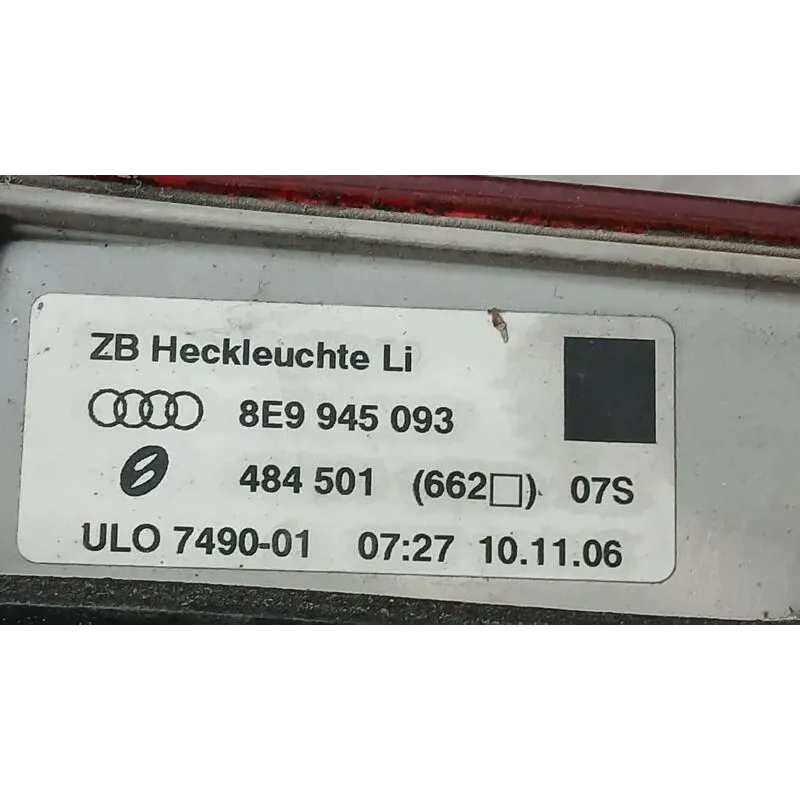 ZB Heckleuchte Li
8E9 945 093
484 501 (662□) 07S
ULO 7490-01 07:27 10.11.06